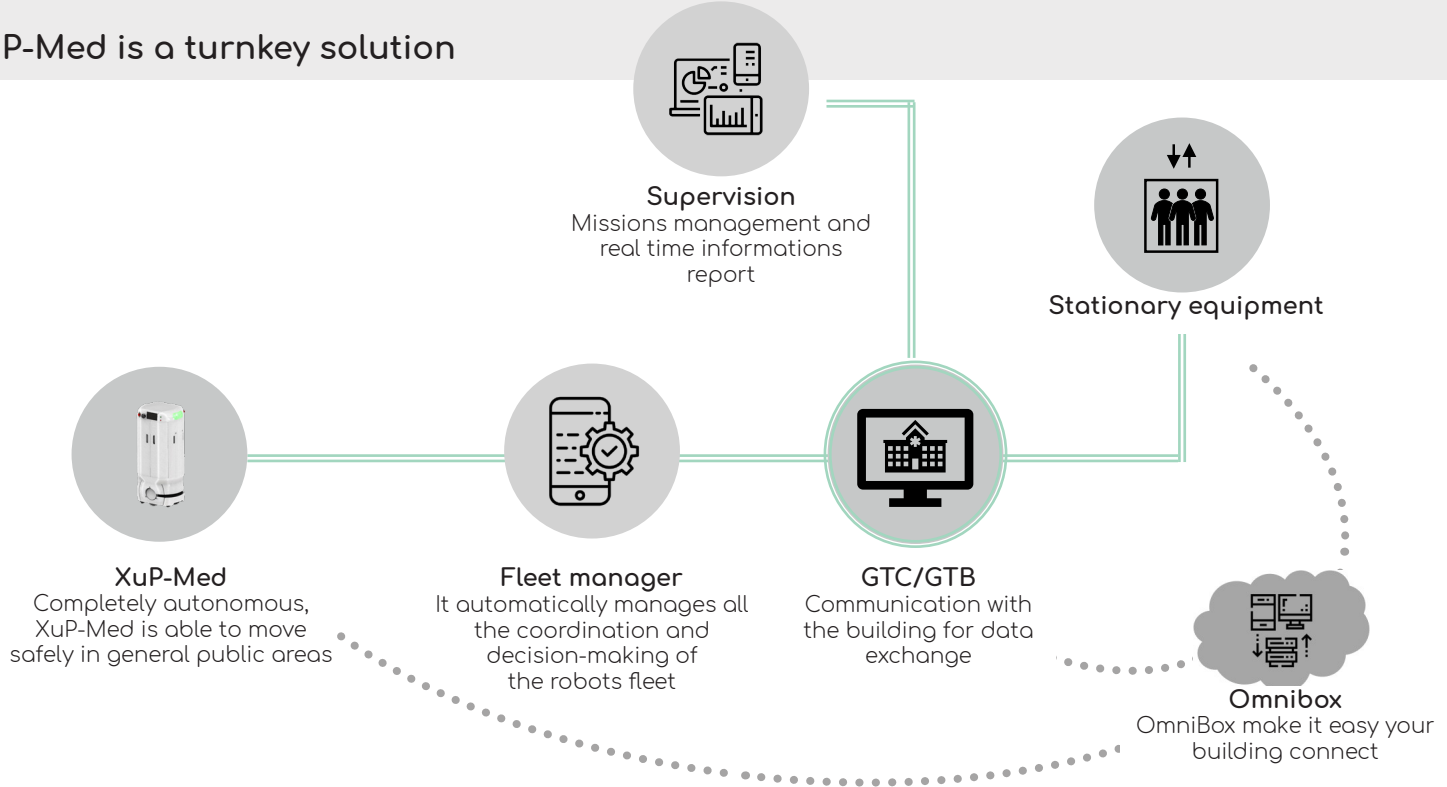 P-Med is a turnkey solution
Supervision
Missions management and
real time informations
report
Stationary equipment
XuP-Med
Completely autonomous,
XuP-Med is able to move
safely in general public areas
Fleet manager
It automatically manages all
the coordination and
decision-making of
the robots fleet
GTC/GTB
Communication with
the building for data
exchange
Omnibox
OmniBox make it easy your
building connect